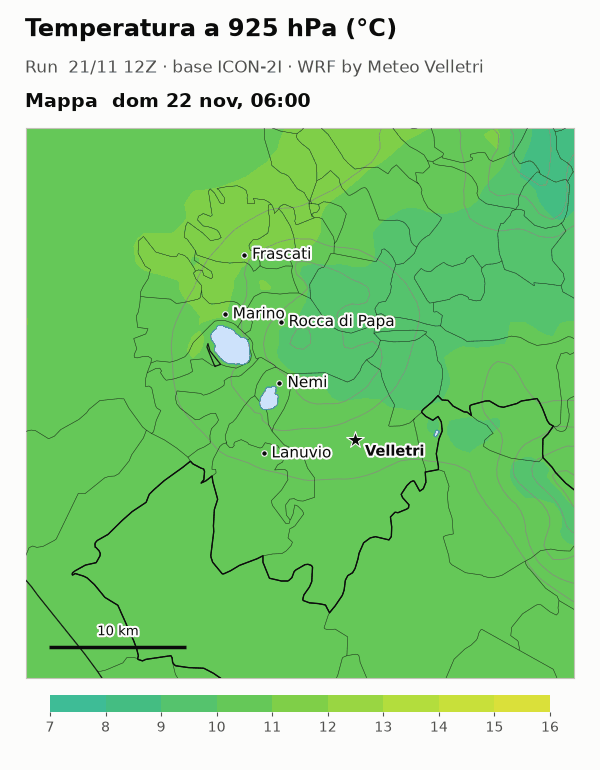 Temperatura a 925 hPa (°C)
Run  21/11 12Z · base ICON-2I · WRF by Meteo Velletri
Mappa  dom 22 nov, 06:00
Frascati
Marino
Rocca di Papa
Nemi
Velletri
Lanuvio
10 km
7 8 9 10 11 12 13 14 15 16